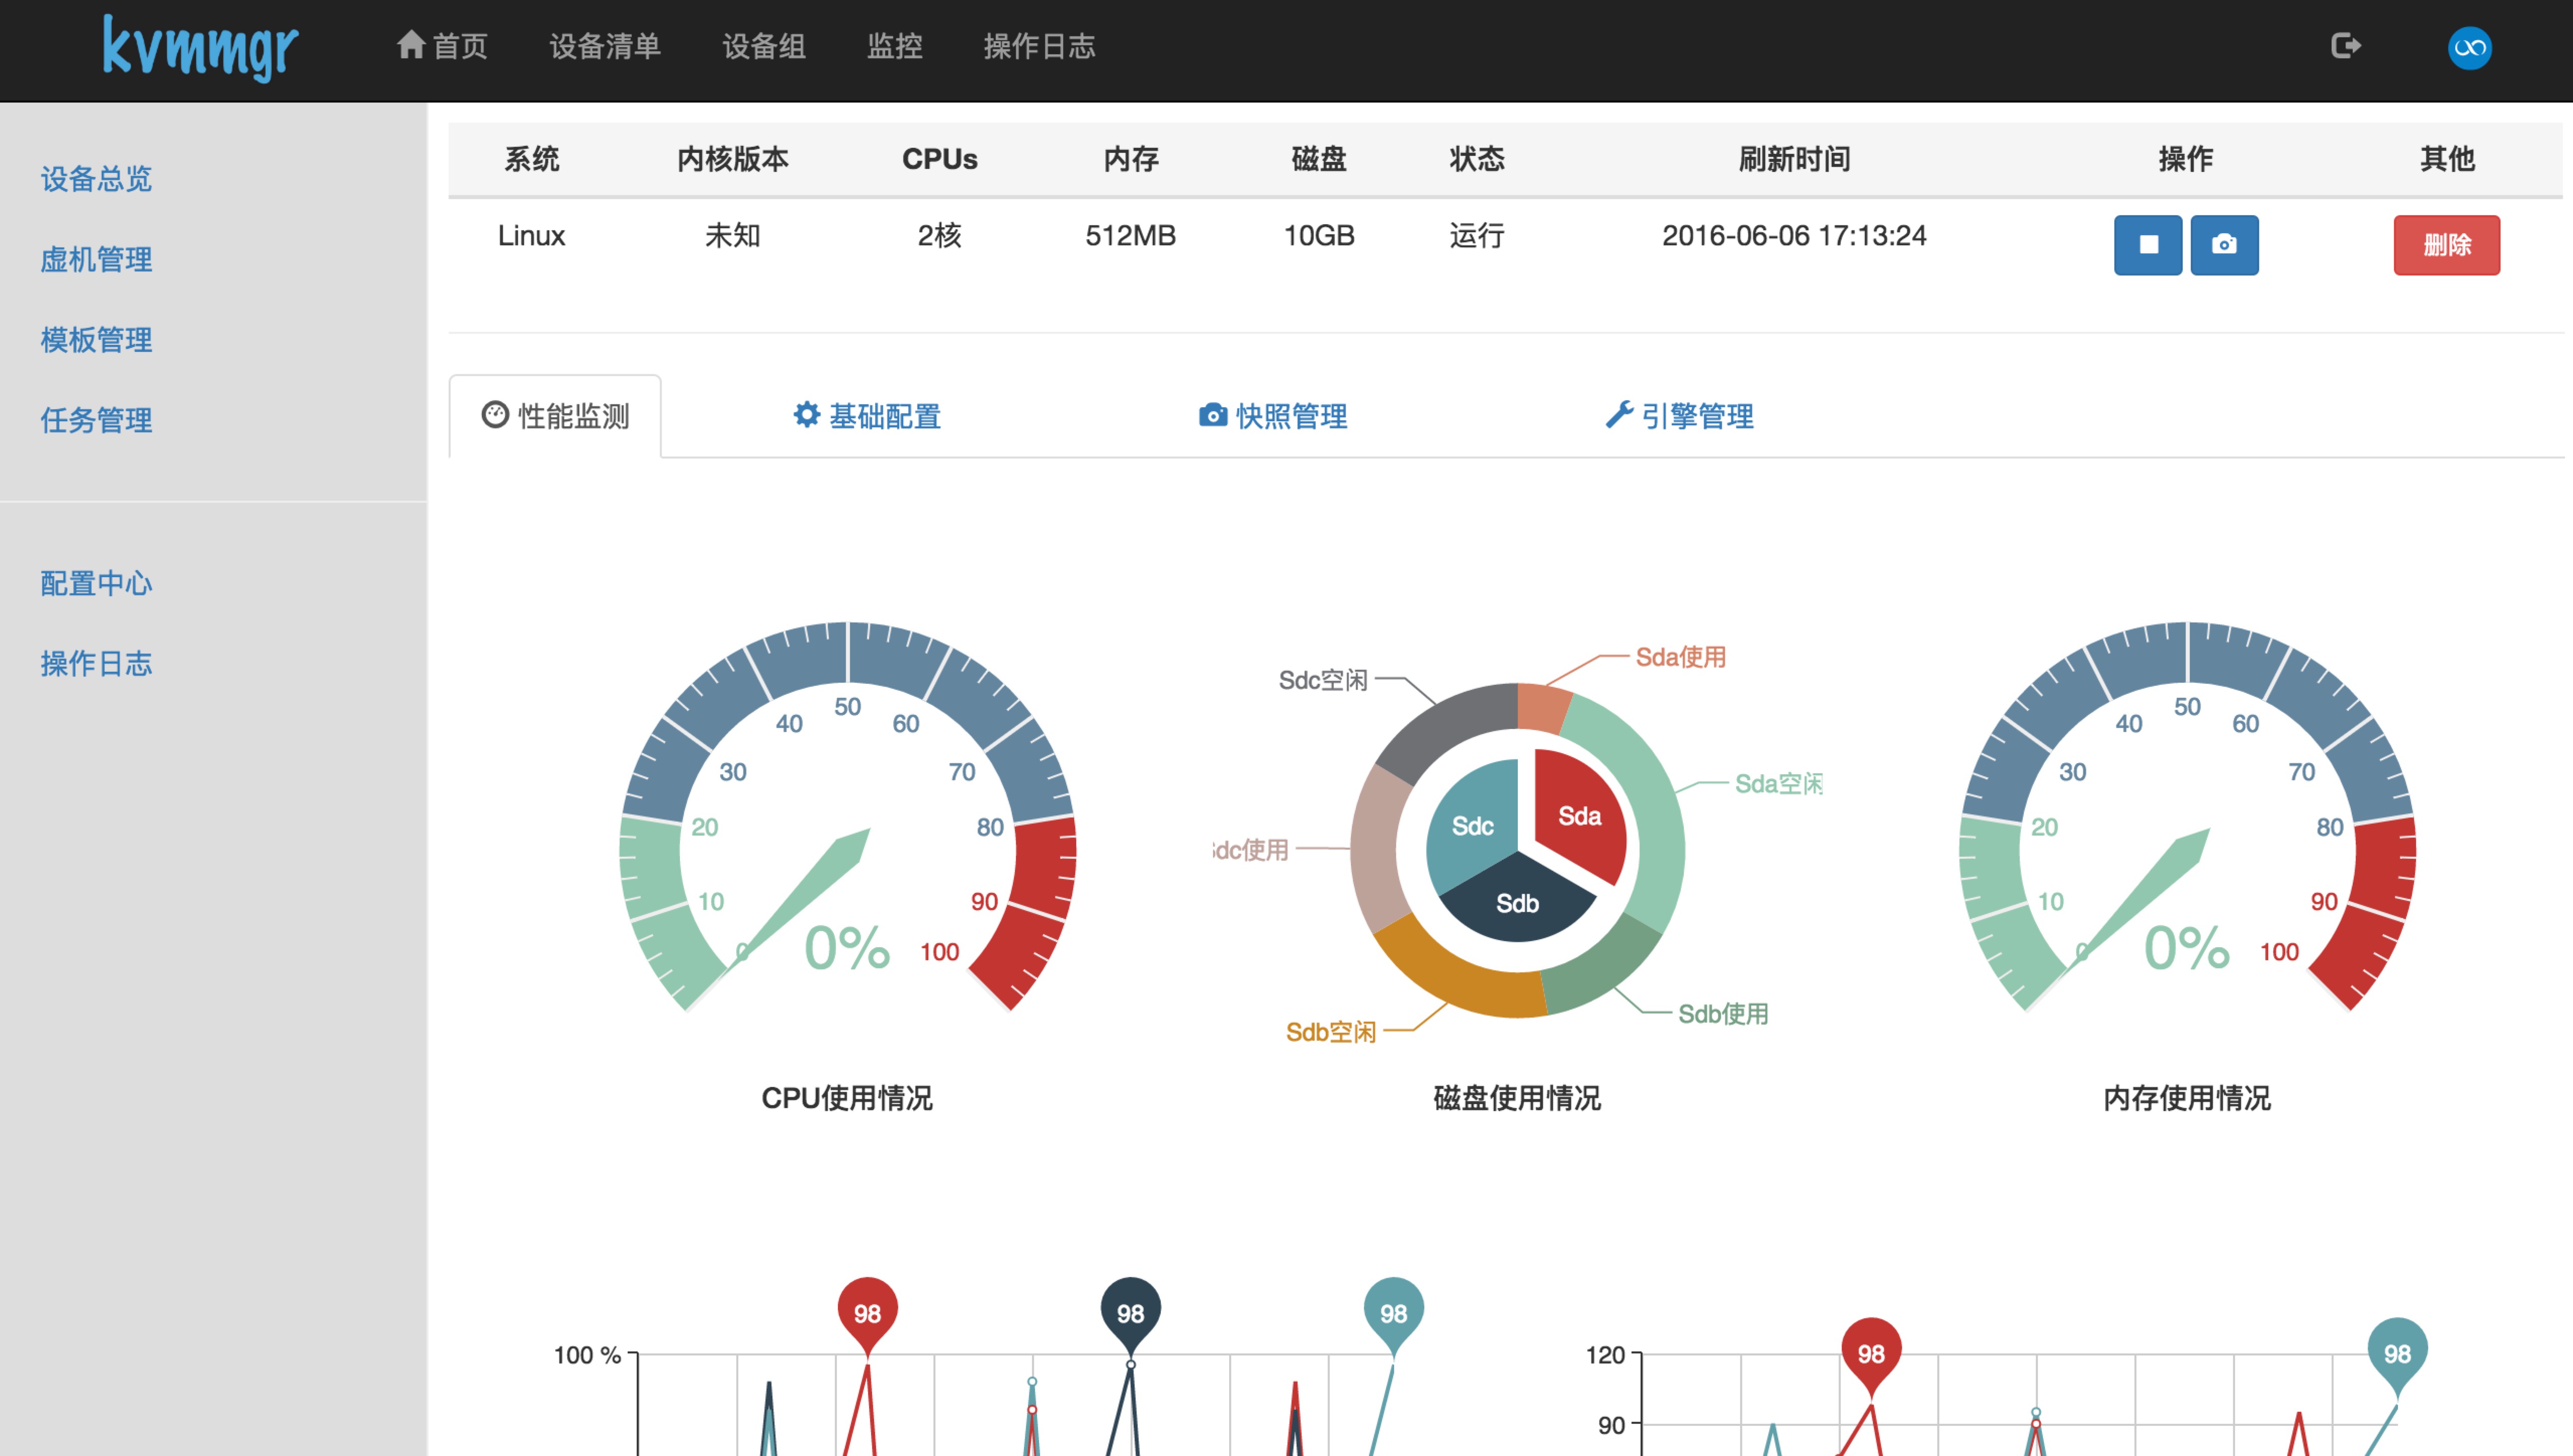 kvmmgr 首页 设备清单 设备组 监控 操作日志
设备总览
虚机管理
模板管理
任务管理
配置中心
操作日志
系统 内核版本 CPUs 内存 磁盘 状态 刷新时间 操作 其他
Linux 未知 2核 512MB 10GB 运行 2016-06-06 17:13:24 删除
性能监测 基础配置 快照管理 引擎管理
0 10 20 30 40 50 60 70 80 90 100
0%
CPU使用情况
Sda使用
Sda空闲
Sdb使用
Sdb空闲
dc使用
Sdc空闲
Sda
Sdb
Sdc
磁盘使用情况
0 10 20 30 40 50 60 70 80 90 100
0%
内存使用情况
98 98 98
100 %
98 98
120
90